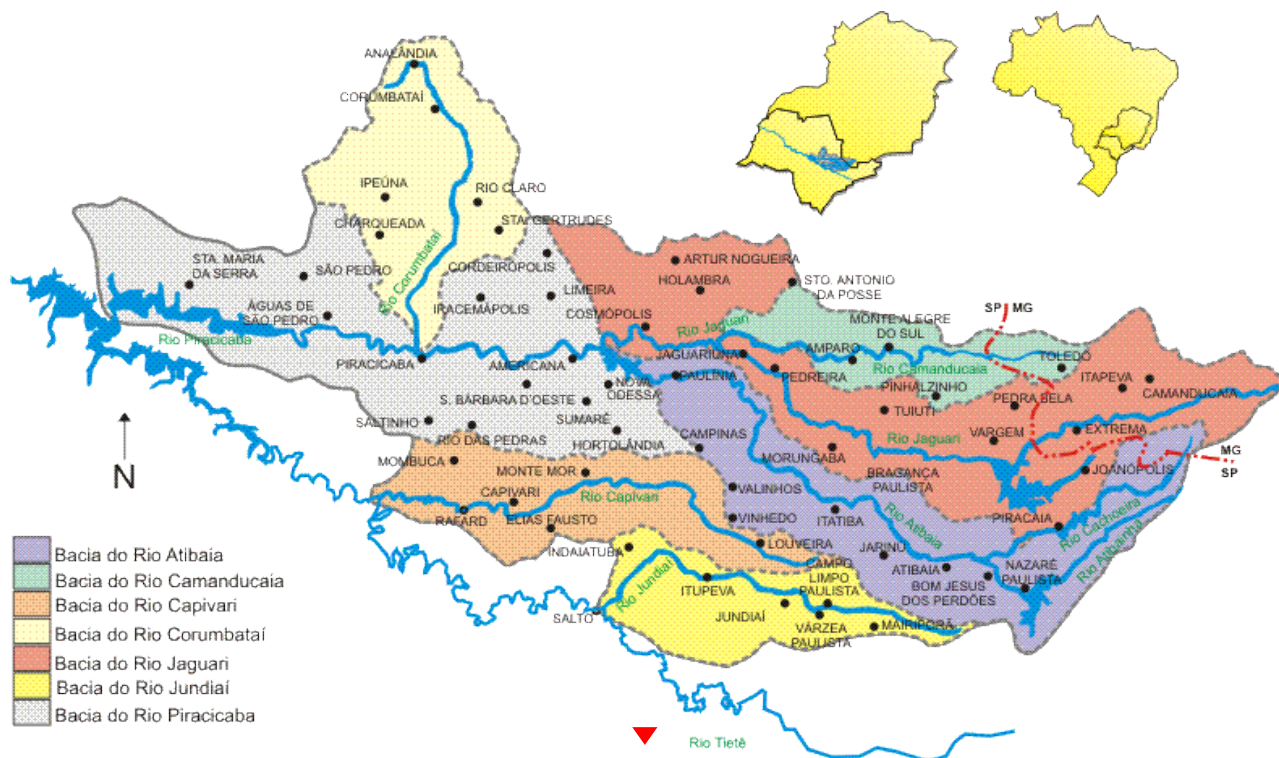 ANALÂNDIA
CORUMBATAÍ
IPEÚNA
RIO CLARO
CHARQUEADA
STA. GERTRUDES
Rio Corumbataí
STA. MARIA
DA SERRA
SÃO PEDRO
CORDEIRÓPOLIS
ARTUR NOGUEIRA
HOLAMBRA
STO. ANTONIO
DA POSSE
LIMEIRA
IRACEMÁPOLIS
COSMÓPOLIS
ÁGUAS DE
SÃO PEDRO
Rio Piracicaba
Rio Jaguari
MONTE ALEGRE
DO SUL
SP
MG
PIRACICABA
AMERICANA
JAGUARIUNA
AMPARO
TOLEDO
Rio Camanducaia
PAULÍNIA
PEDREIRA
PINHALZINHO
ITAPEVA
CAMANDUCAIA
NOVA
ODESSA
S. BÁRBARA D'OESTE
TUIUTI
PEDRA BELA
SALTINHO
SUMARÉ
RIO DAS PEDRAS
HORTOLÂNDIA
CAMPINAS
Rio Jaguari
VARGEM
EXTREMA
MG
SP
MOMBUCA
MONTE MOR
MORUNGABA
BRAGANÇA
PAULISTA
JOANÓPOLIS
N
CAPIVARI
Rio Capivari
VALINHOS
RAFARD
ELIAS FAUSTO
VINHEDO
ITATIBA
Rio Atibaia
PIRACAIA
Rio Cachoeira
Rio Atibainha
INDAIATUBA
LOUVEIRA
JARINU
ATIBAIA
NAZARÉ
PAULISTA
CAMPO
LIMPO
PAULISTA
BOM JESUS
DOS PERDÕES
Rio Jundiaí
ITUPEVA
SALTO
JUNDIAÍ
VÁRZEA
PAULISTA
MAIRIPORÃ
Bacia do Rio Atibaia
Bacia do Rio Camanducaia
Bacia do Rio Capivari
Bacia do Rio Corumbataí
Bacia do Rio Jaguari
Bacia do Rio Jundiaí
Bacia do Rio Piracicaba
Rio Tietê